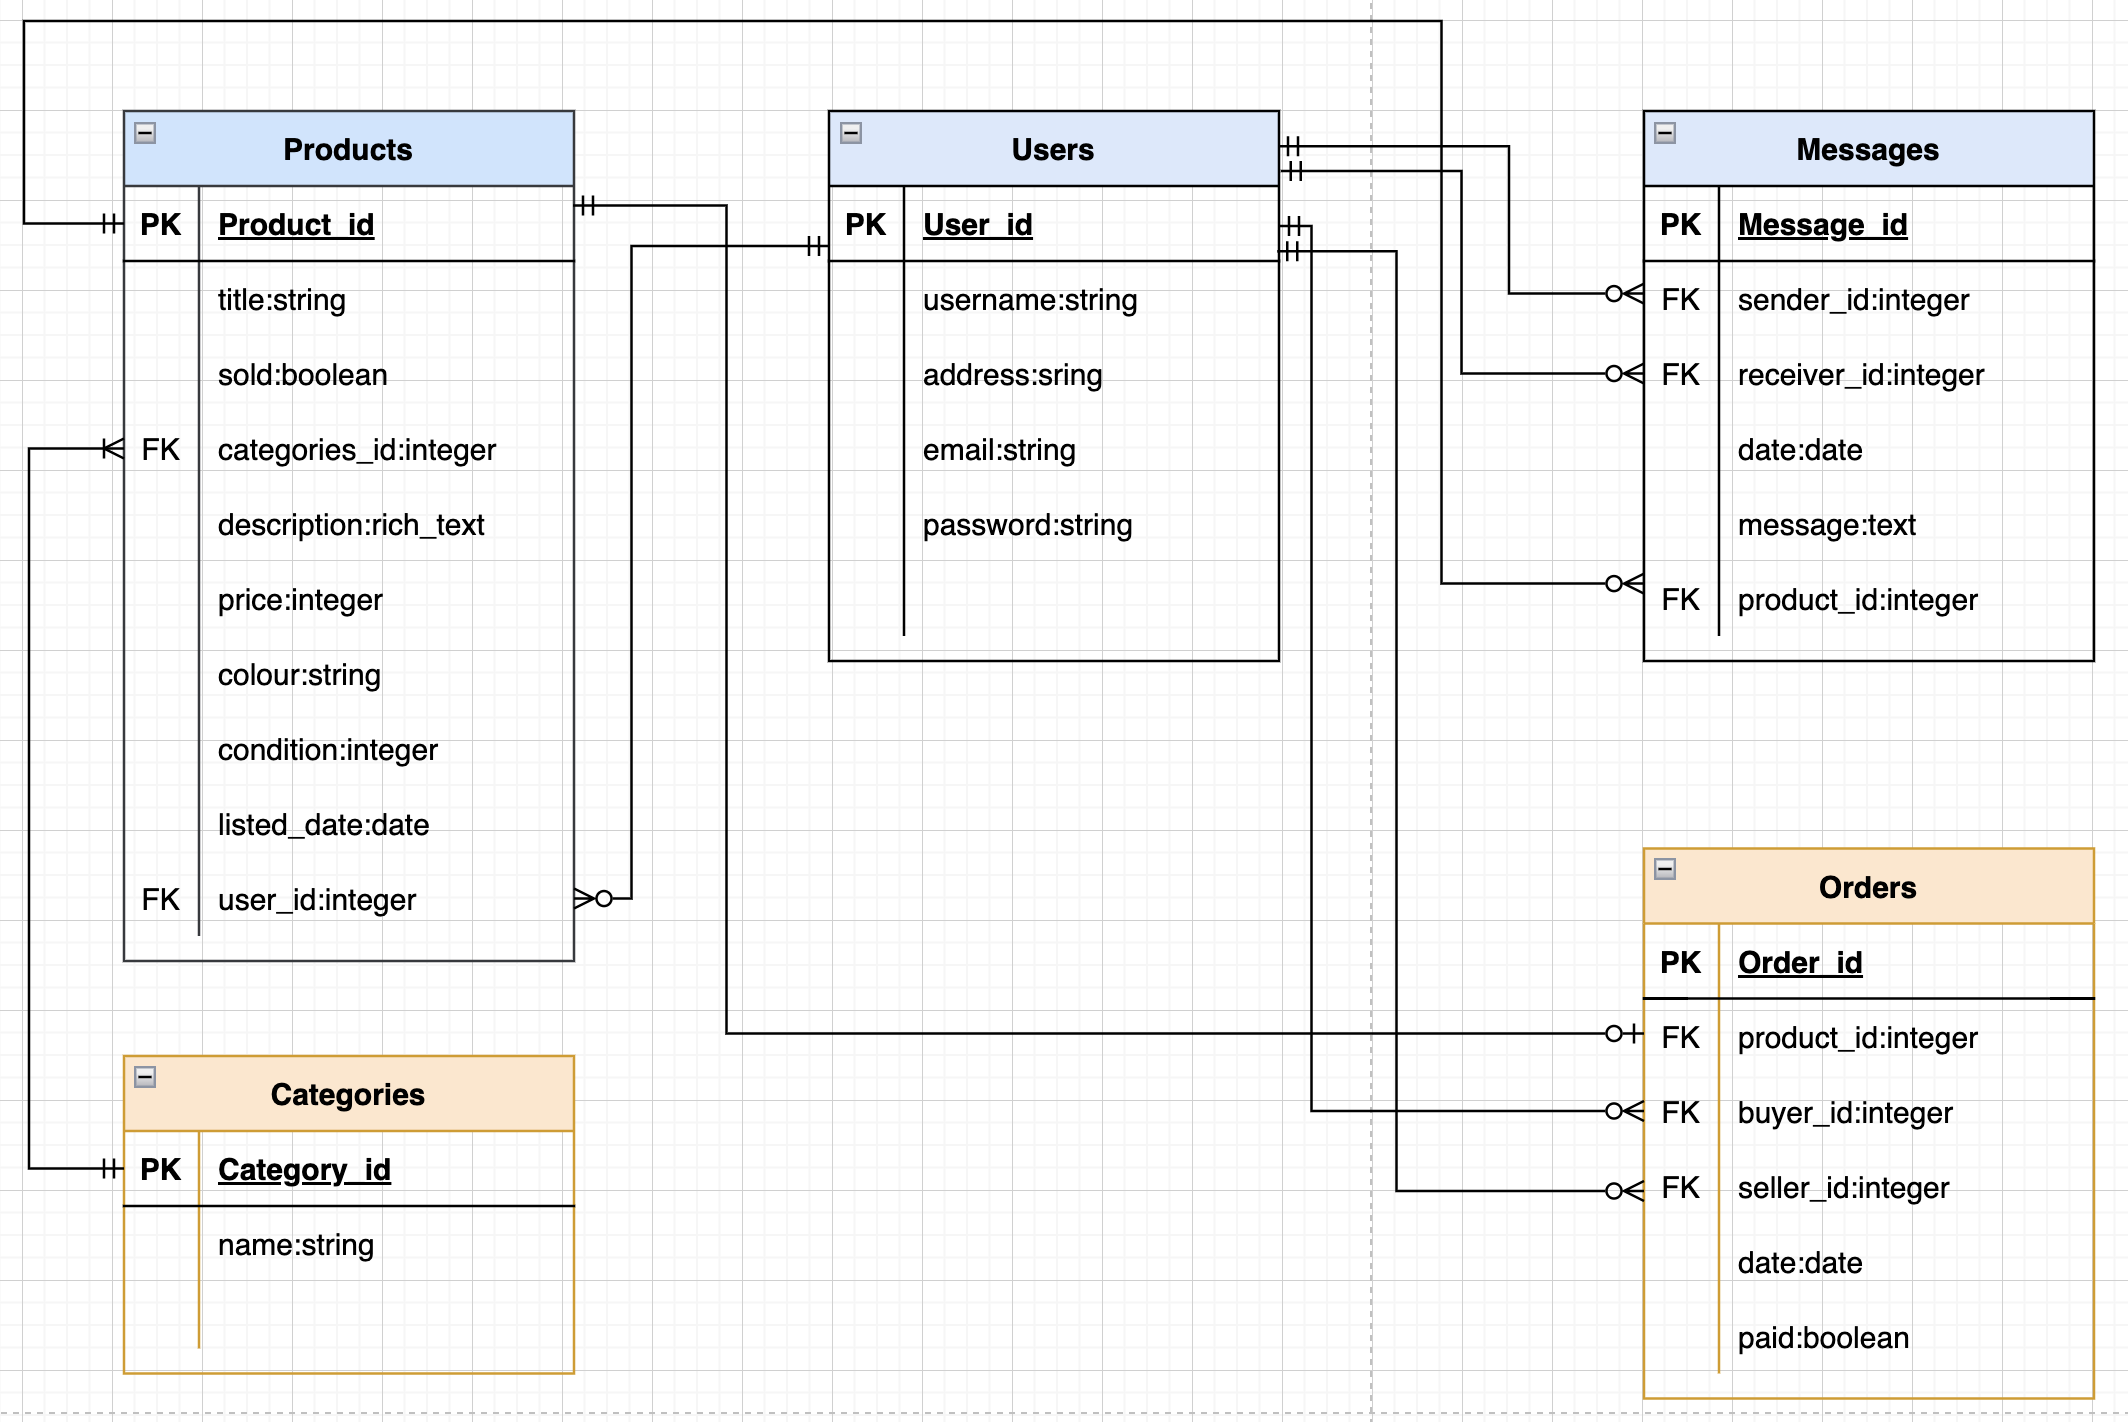 Products
PK Product_id
title:string
sold:boolean
FK categories_id:integer
description:rich_text
price:integer
colour:string
condition:integer
listed_date:date
FK user_id:integer
Users
PK User_id
username:string
address:sring
email:string
password:string
Messages
PK Message_id
FK sender_id:integer
FK receiver_id:integer
date:date
message:text
FK product_id:integer
Categories
PK Category_id
name:string
Orders
PK Order_id
FK product_id:integer
FK buyer_id:integer
FK seller_id:integer
date:date
paid:boolean